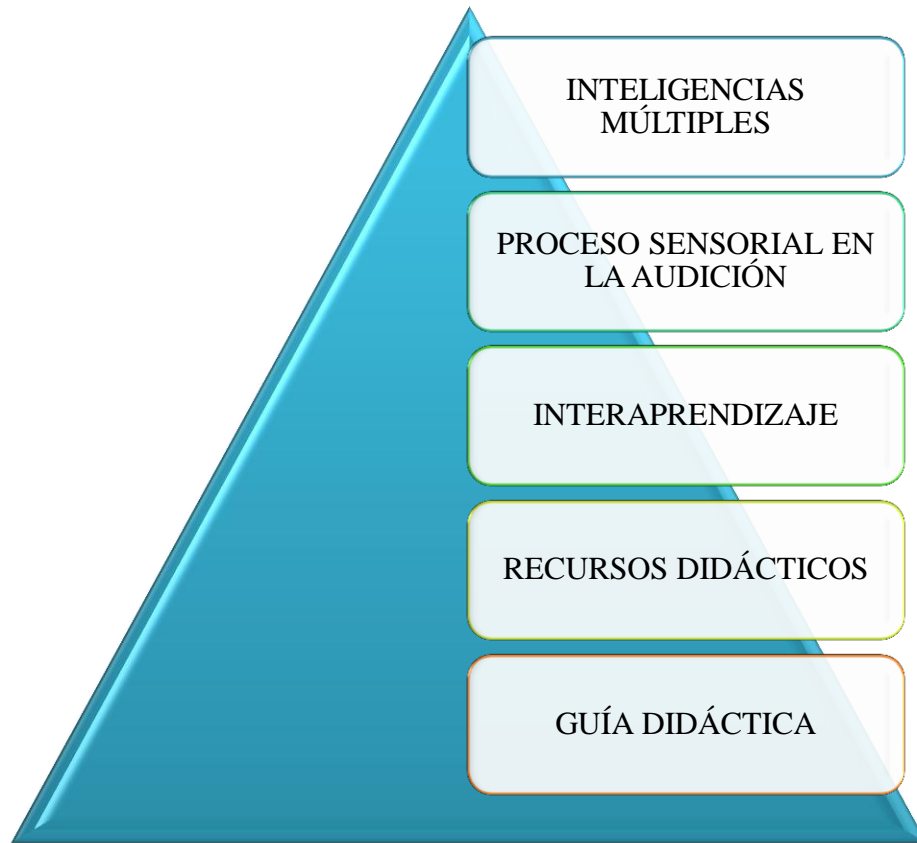 INTELIGENCIAS
MÚLTIPLES
PROCESO SENSORIAL EN
LA AUDICIÓN
INTERAPRENDIZAJE
RECURSOS DIDÁCTICOS
GUÍA DIDÁCTICA